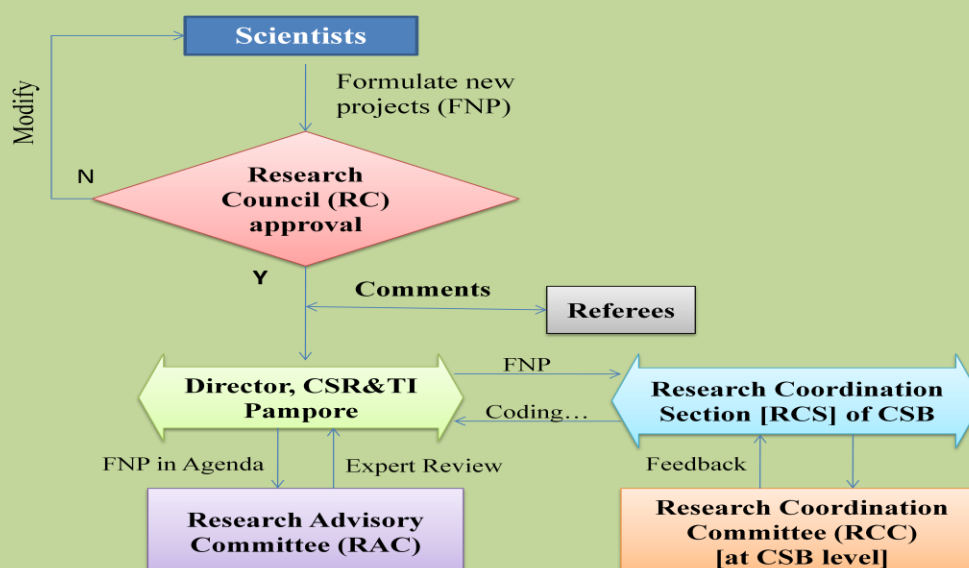 Scientists
Formulate new
projects (FNP)
Modify
N
Research
Council (RC)
approval
Y
Comments
Referees
Director, CSR&TI
Pampore
FNP
Coding...
Research Coordination
Section [RCS] of CSB
FNP in Agenda
Expert Review
Feedback
Research Advisory
Committee (RAC)
Research Coordination
Committee (RCC)
[at CSB level]